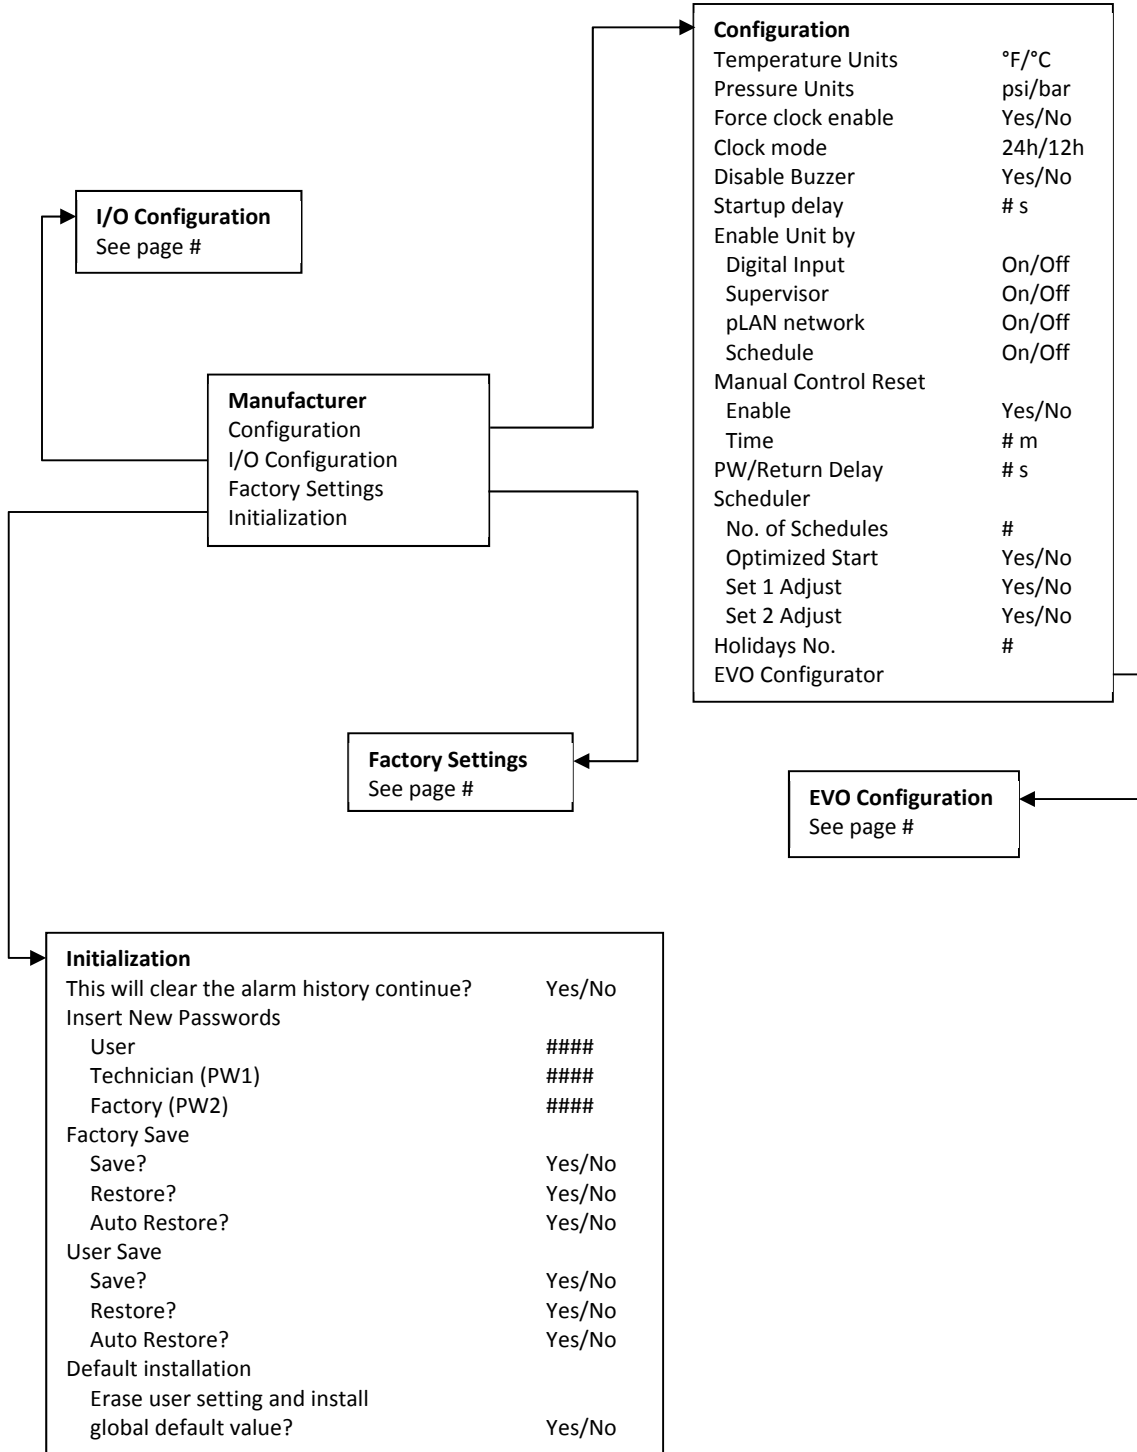 Configuration
Temperature Units °F/°C
Pressure Units psi/bar
Force clock enable Yes/No
Clock mode 24h/12h
Disable Buzzer Yes/No
Startup delay # s
Enable Unit by
Digital Input On/Off
Supervisor On/Off
pLAN network On/Off
Schedule On/Off
Manual Control Reset
Enable Yes/No
Time # m
PW/Return Delay # s
Scheduler
No. of Schedules #
Optimized Start Yes/No
Set 1 Adjust Yes/No
Set 2 Adjust Yes/No
Holidays No. #
EVO Configurator
I/O Configuration
See page #
Manufacturer
Configuration
I/O Configuration
Factory Settings
Initialization
Factory Settings
See page #
EVO Configuration
See page #
Initialization
This will clear the alarm history continue? Yes/No
Insert New Passwords
User ####
Technician (PW1) ####
Factory (PW2) ####
Factory Save
Save? Yes/No
Restore? Yes/No
Auto Restore? Yes/No
User Save
Save? Yes/No
Restore? Yes/No
Auto Restore? Yes/No
Default installation
Erase user setting and install
global default value? Yes/No